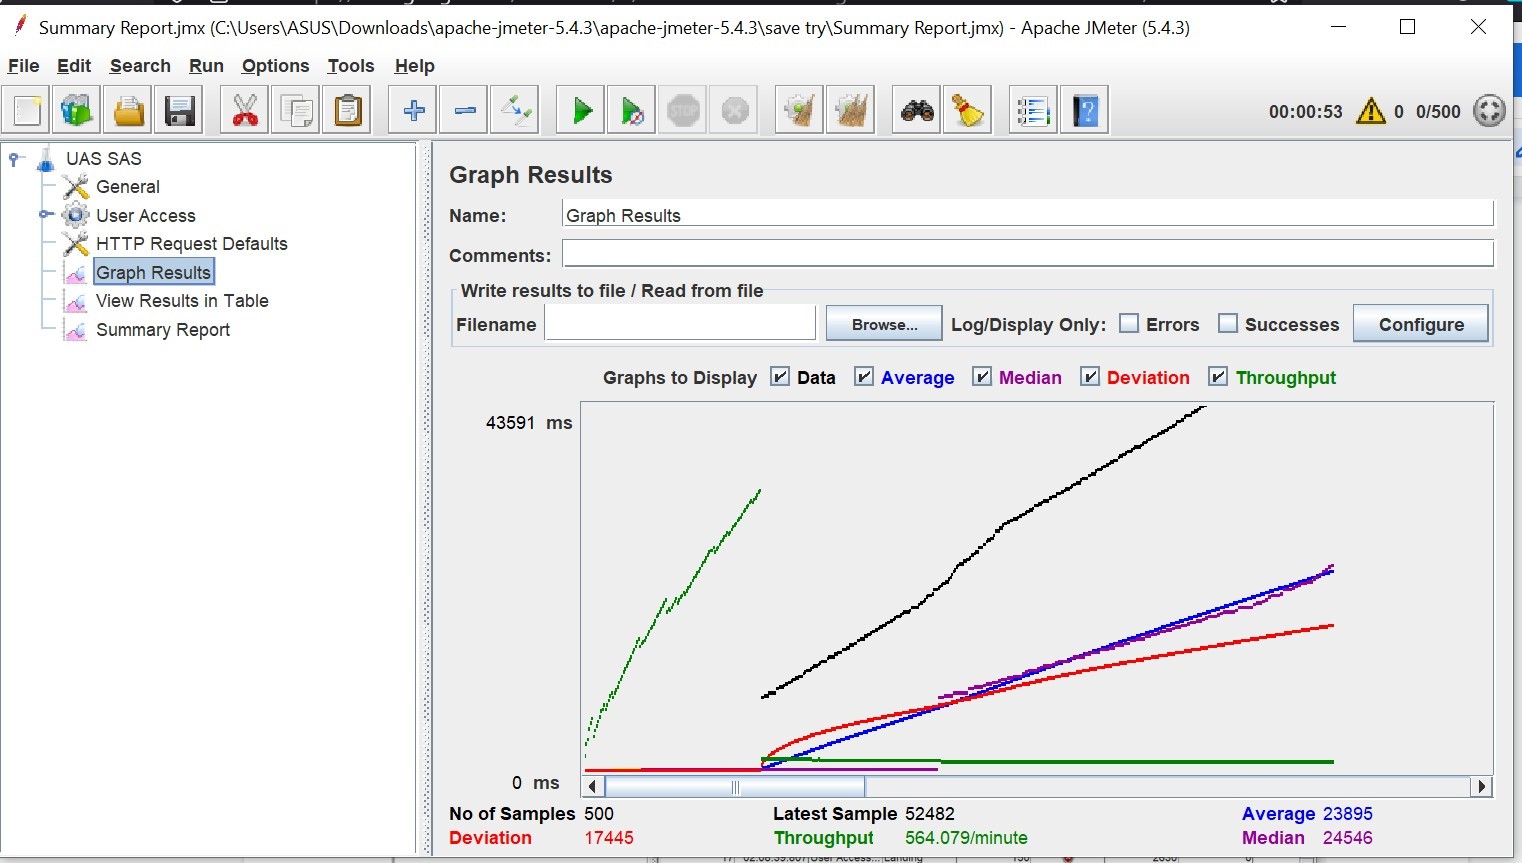 Summary Report.jmx (C:\Users\ASUS\Downloads\apache-jmeter-5.4.3\apache-jmeter-5.4.3\save try\Summary Report.jmx) - Apache JMeter (5.4.3)
File Edit Search Run Options Tools Help
STOP 00:00:53 0 0/500
UAS SAS
General
User Access
HTTP Request Defaults
Graph Results
View Results in Table
Summary Report
Graph Results
Name: Graph Results
Comments:
Write results to file / Read from file
Filename Browse... Log/Display Only: Errors Successes Configure
Graphs to Display Data Average Median Deviation Throughput
43591 ms
0 ms
No of Samples 500 Latest Sample 52482 Average 23895
Deviation 17445 Throughput 564.079/minute Median 24546